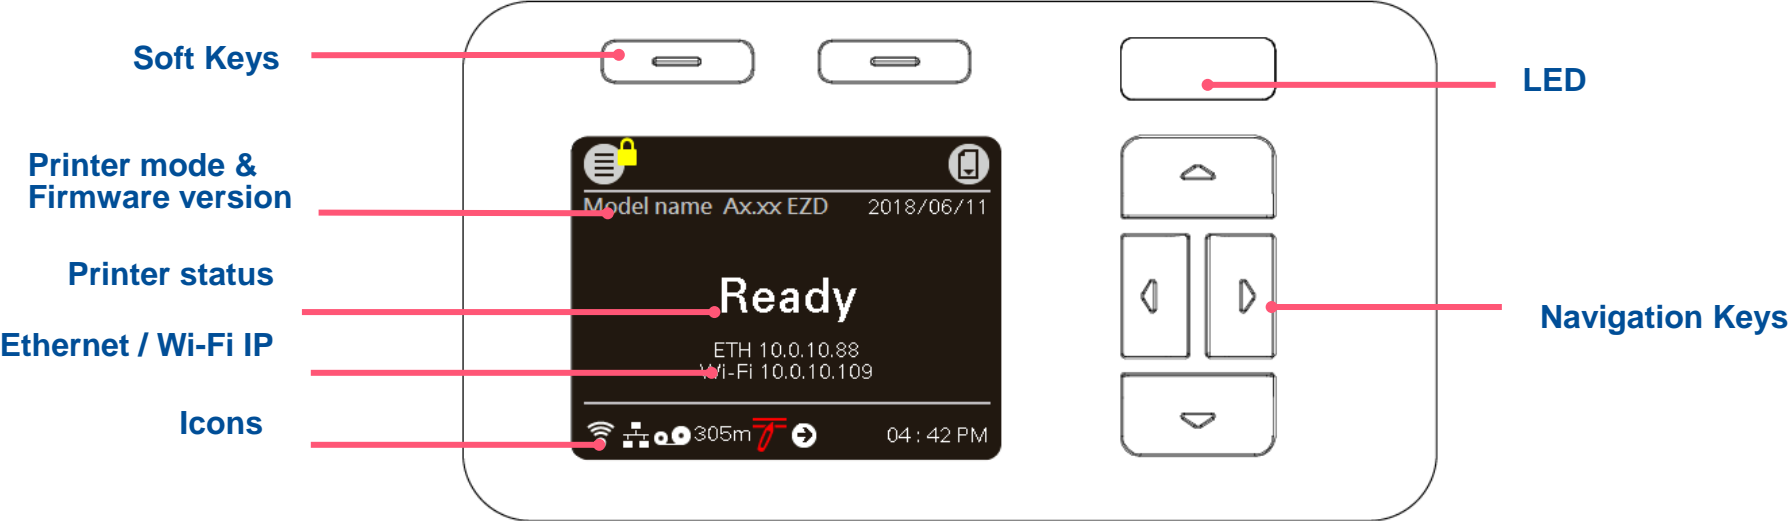 Soft Keys
LED
Printer mode &
Firmware version
Model name Ax.xx EZD 2018/06/11
Printer status
Ready
Navigation Keys
Ethernet / Wi-Fi IP
ETH 10.0.10.88
Wi-Fi 10.0.10.109
Icons
305m 04 : 42 PM